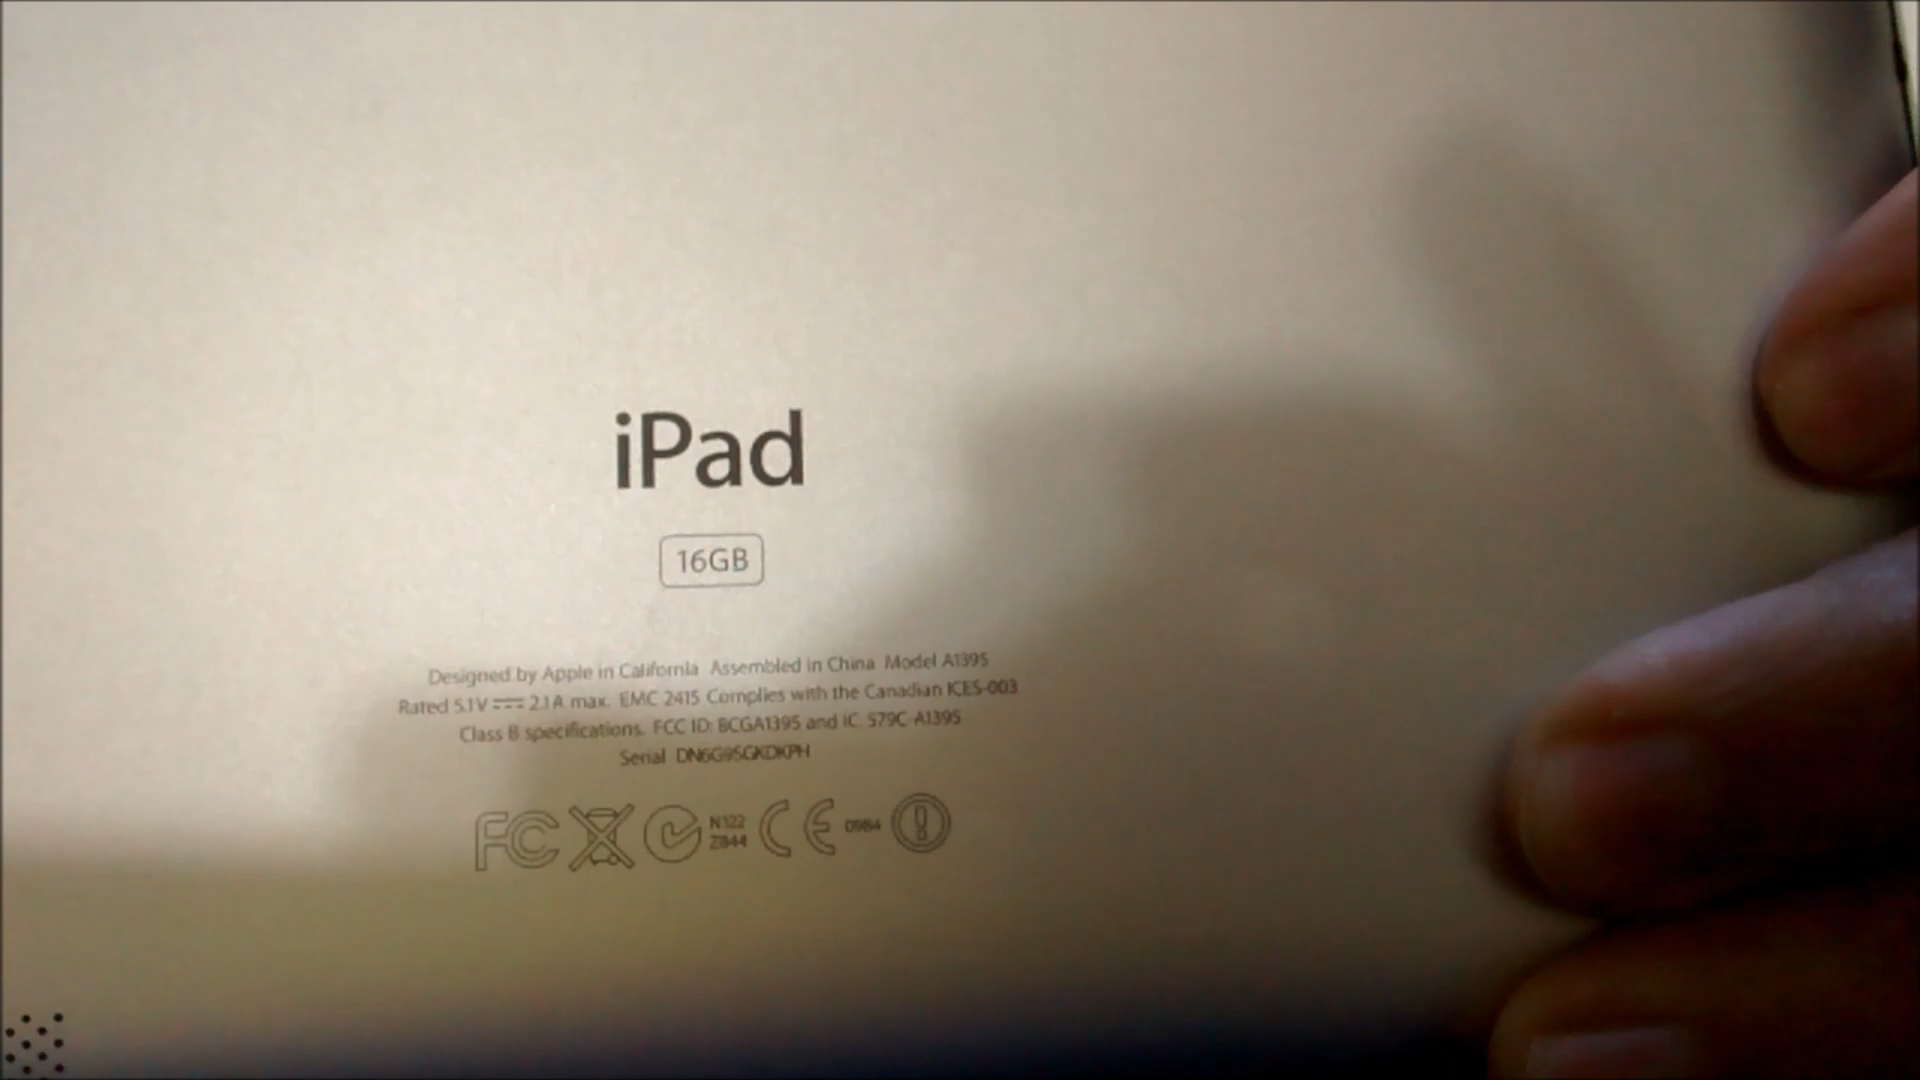 iPad
16GB
Designed by Apple in California Assembled in China Model A1395
Rated 5.1V ⎓ 2.1A max. EMC 2415 Complies with the Canadian ICES-003
Class B specifications. FCC ID: BCGA1395 and IC: 579C-A1395
Serial DN6G95GXDKPH
FC N122 CE 0984
Z844